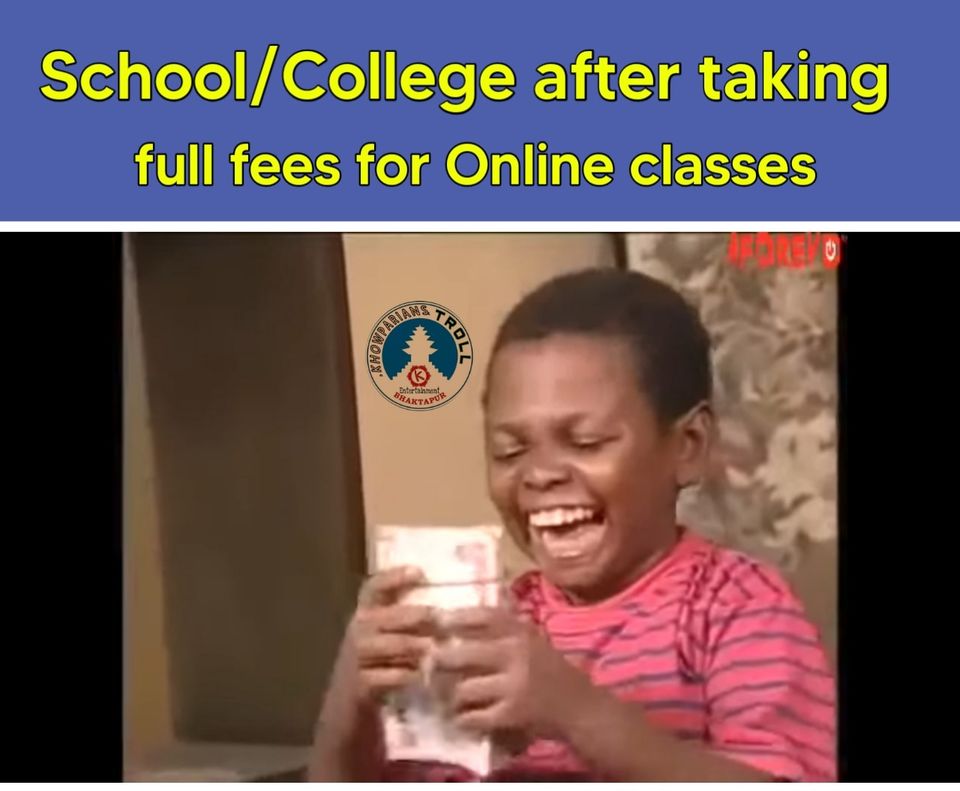 School/College after taking
full fees for Online classes
.KHOWPARIANS TROLL
K
Entertainment
BHAKTAPUR